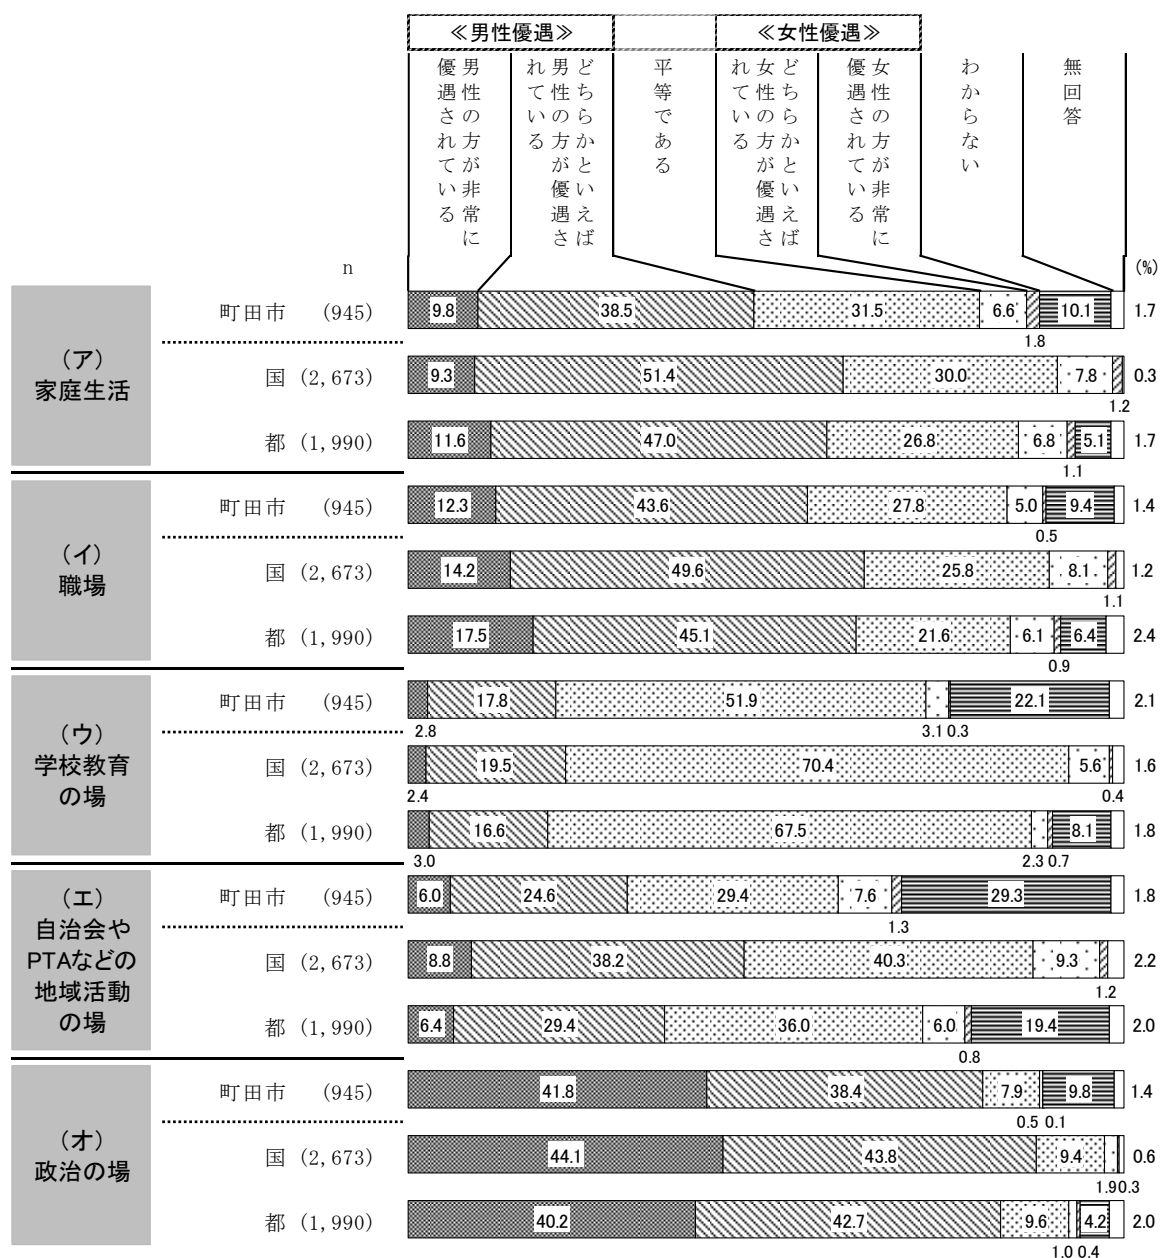 ≪男性優遇≫ ≪女性優遇≫
男性の方が非常に優遇されている
どちらかといえば男性の方が優遇されている
平等である
どちらかといえば女性の方が優遇されている
女性の方が非常に優遇されている
わからない
無回答
n (%)
(ア)
家庭生活
町田市 (945) 9.8 38.5 31.5 6.6 1.8 10.1 1.7
国 (2,673) 9.3 51.4 30.0 7.8 1.2 0.3
都 (1,990) 11.6 47.0 26.8 6.8 1.1 5.1 1.7
(イ)
職場
町田市 (945) 12.3 43.6 27.8 5.0 0.5 9.4 1.4
国 (2,673) 14.2 49.6 25.8 8.1 1.1 1.2
都 (1,990) 17.5 45.1 21.6 6.1 0.9 6.4 2.4
(ウ)
学校教育
の場
町田市 (945) 2.8 17.8 51.9 3.1 0.3 22.1 2.1
国 (2,673) 2.4 19.5 70.4 5.6 0.4 1.6
都 (1,990) 3.0 16.6 67.5 2.3 0.7 8.1 1.8
(エ)
自治会や
PTAなどの
地域活動
の場
町田市 (945) 6.0 24.6 29.4 7.6 1.3 29.3 1.8
国 (2,673) 8.8 38.2 40.3 9.3 1.2 2.2
都 (1,990) 6.4 29.4 36.0 6.0 0.8 19.4 2.0
(オ)
政治の場
町田市 (945) 41.8 38.4 7.9 0.5 0.1 9.8 1.4
国 (2,673) 44.1 43.8 9.4 1.9 0.3 0.6
都 (1,990) 40.2 42.7 9.6 1.0 0.4 4.2 2.0